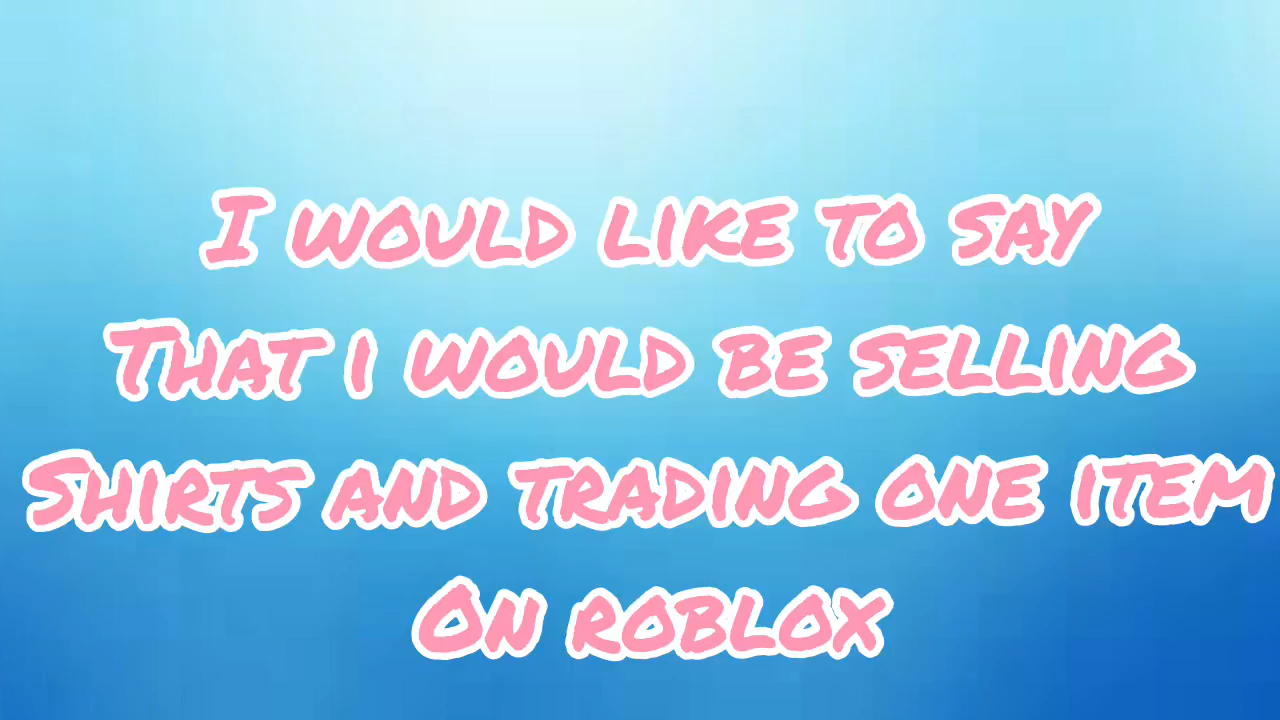 I would like to say
That i would be selling
Shirts and trading one item
On roblox